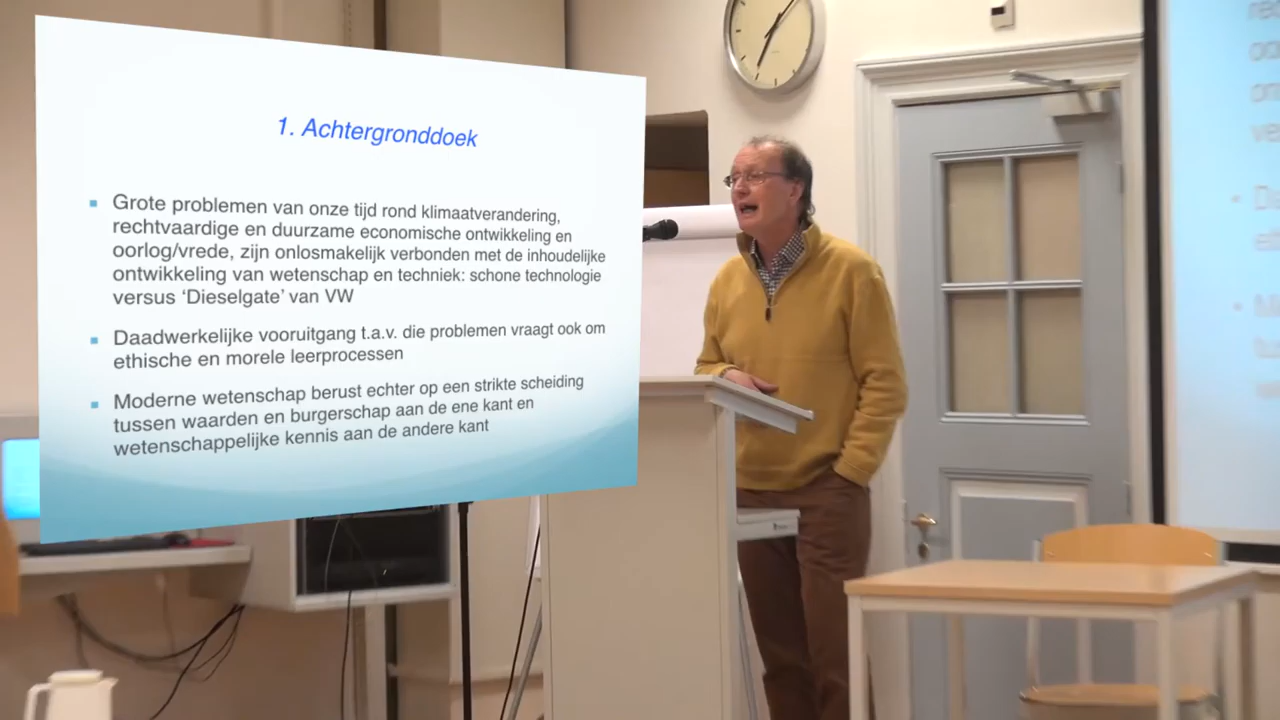 1. Achtergronddoek
Grote problemen van onze tijd rond klimaatverandering,
rechtvaardige en duurzame economische ontwikkeling en
oorlog/vrede, zijn onlosmakelijk verbonden met de inhoudelijke
ontwikkeling van wetenschap en techniek: schone technologie
versus ‘Dieselgate’ van VW
Daadwerkelijke vooruitgang t.a.v. die problemen vraagt ook om
ethische en morele leerprocessen
Moderne wetenschap berust echter op een strikte scheiding
tussen waarden en burgerschap aan de ene kant en
wetenschappelijke kennis aan de andere kant